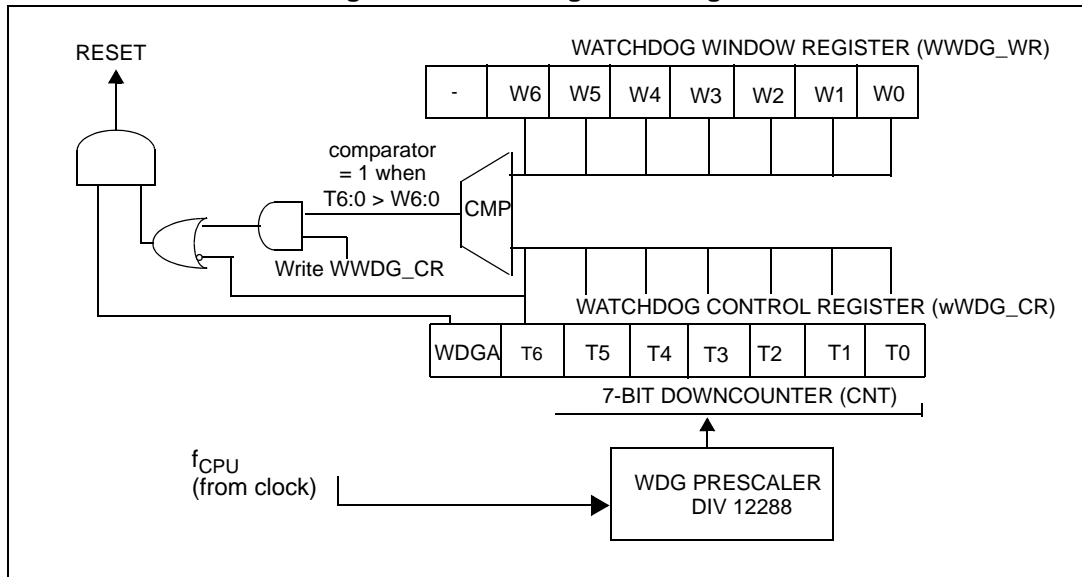 RESET
WATCHDOG WINDOW REGISTER (WWDG_WR)
- W6 W5 W4 W3 W2 W1 W0
comparator
= 1 when
T6:0 > W6:0
CMP
Write WWDG_CR
WATCHDOG CONTROL REGISTER (wWDG_CR)
WDGA T6 T5 T4 T3 T2 T1 T0
7-BIT DOWNCOUNTER (CNT)
fCPU
(from clock)
WDG PRESCALER
DIV 12288